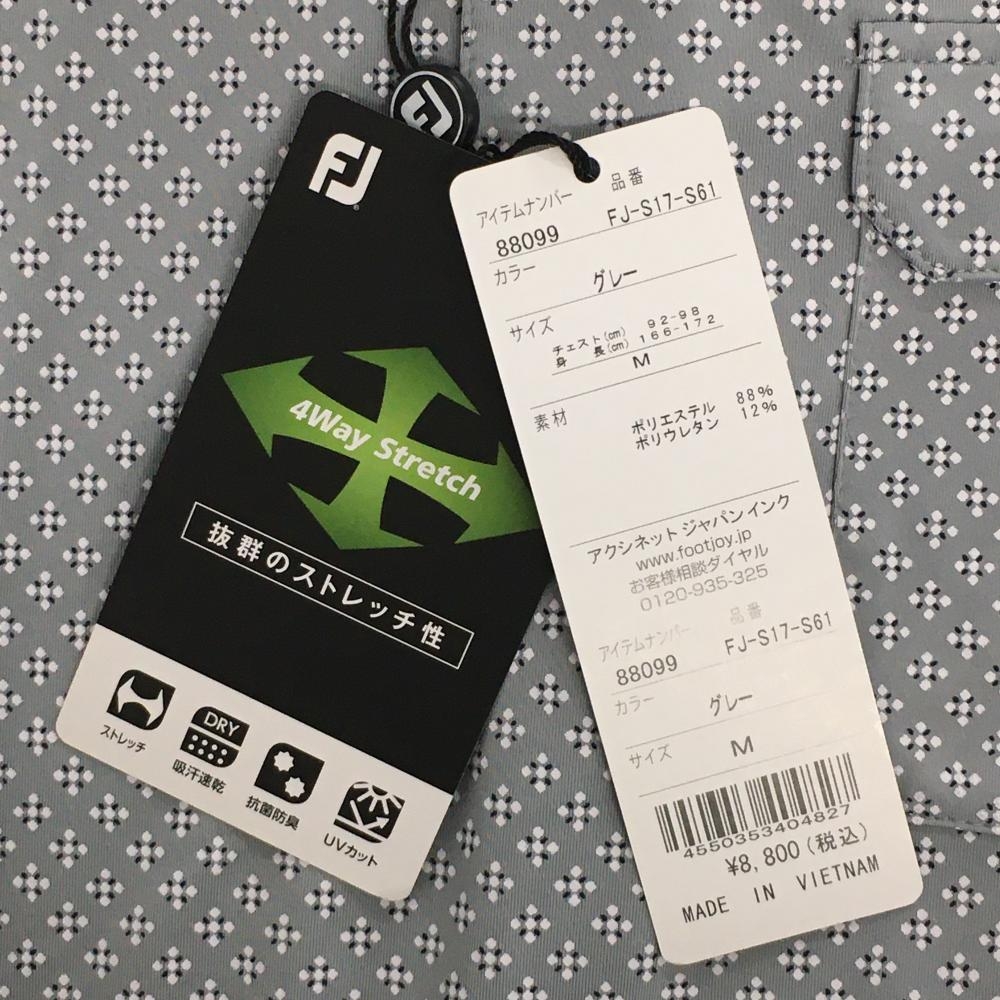 FJ
FJ
4Way Stretch
抜群のストレッチ性
ストレッチ
DRY
吸汗速乾
抗菌防臭
UVカット
アイテムナンバー 品番
88099 FJ-S17-S61
カラー
グレー
サイズ
チェスト(cm) 92-98
身長(cm) 166-172
M
素材
ポリエステル 88%
ポリウレタン 12%
アクシネット ジャパン インク
www.footjoy.jp
お客様相談ダイヤル
0120-935-325
アイテムナンバー 品番
88099 FJ-S17-S61
カラー
グレー
サイズ M
4550353404827
¥8,800(税込)
MADE IN VIETNAM